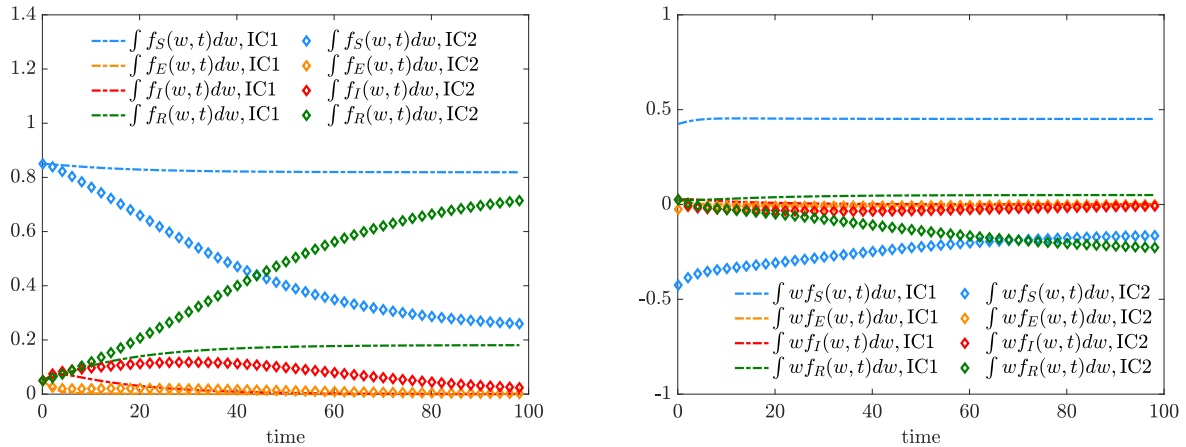 1.4
1.2
1
0.8
0.6
0.4
0.2
0
∫ f_S(w, t)dw, IC1 ∫ f_S(w, t)dw, IC2
∫ f_E(w, t)dw, IC1 ∫ f_E(w, t)dw, IC2
∫ f_I(w, t)dw, IC1 ∫ f_I(w, t)dw, IC2
∫ f_R(w, t)dw, IC1 ∫ f_R(w, t)dw, IC2
0 20 40 60 80 100
time
1
0.5
0
-0.5
-1
∫ wf_S(w, t)dw, IC1 ∫ wf_S(w, t)dw, IC2
∫ wf_E(w, t)dw, IC1 ∫ wf_E(w, t)dw, IC2
∫ wf_I(w, t)dw, IC1 ∫ wf_I(w, t)dw, IC2
∫ wf_R(w, t)dw, IC1 ∫ wf_R(w, t)dw, IC2
0 20 40 60 80 100
time